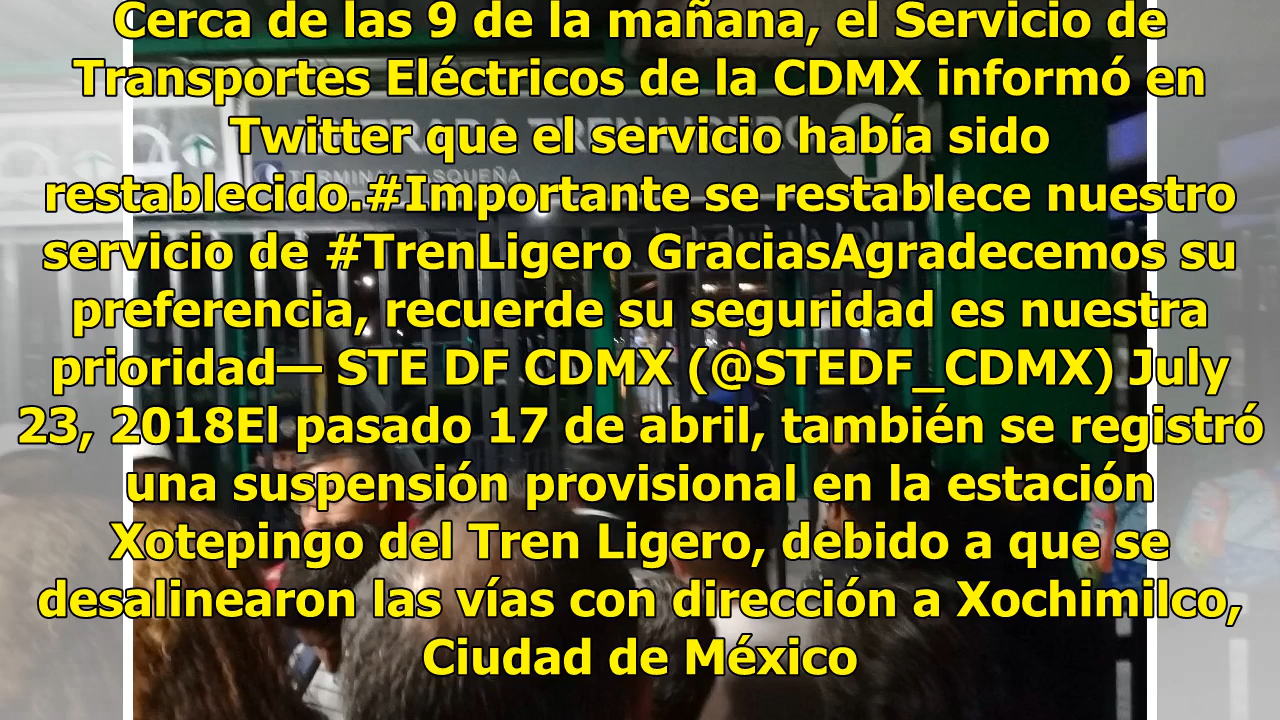 Cerca de las 9 de la mañana, el Servicio de
Transportes Eléctricos de la CDMX informó en
Twitter que el servicio había sido
restablecido.#Importante se restablece nuestro
servicio de #TrenLigero GraciasAgradecemos su
preferencia, recuerde su seguridad es nuestra
prioridad— STE DF CDMX (@STEDF_CDMX) July
23, 2018El pasado 17 de abril, también se registró
una suspensión provisional en la estación
Xotepingo del Tren Ligero, debido a que se
desalinearon las vías con dirección a Xochimilco,
Ciudad de México
TREN LIGERO
TERMINAL TASQUEÑA